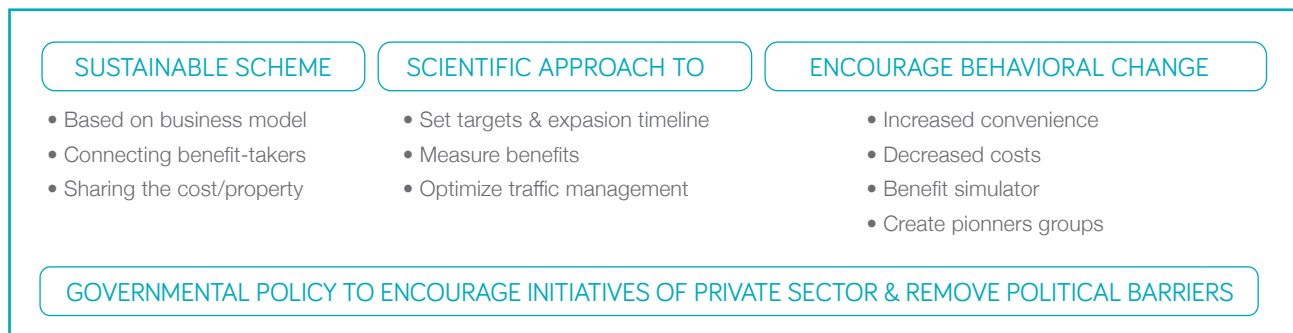 SUSTAINABLE SCHEME
• Based on business model
• Connecting benefit-takers
• Sharing the cost/property
SCIENTIFIC APPROACH TO
• Set targets & expasion timeline
• Measure benefits
• Optimize traffic management
ENCOURAGE BEHAVIORAL CHANGE
• Increased convenience
• Decreased costs
• Benefit simulator
• Create pionners groups
GOVERNMENTAL POLICY TO ENCOURAGE INITIATIVES OF PRIVATE SECTOR & REMOVE POLITICAL BARRIERS